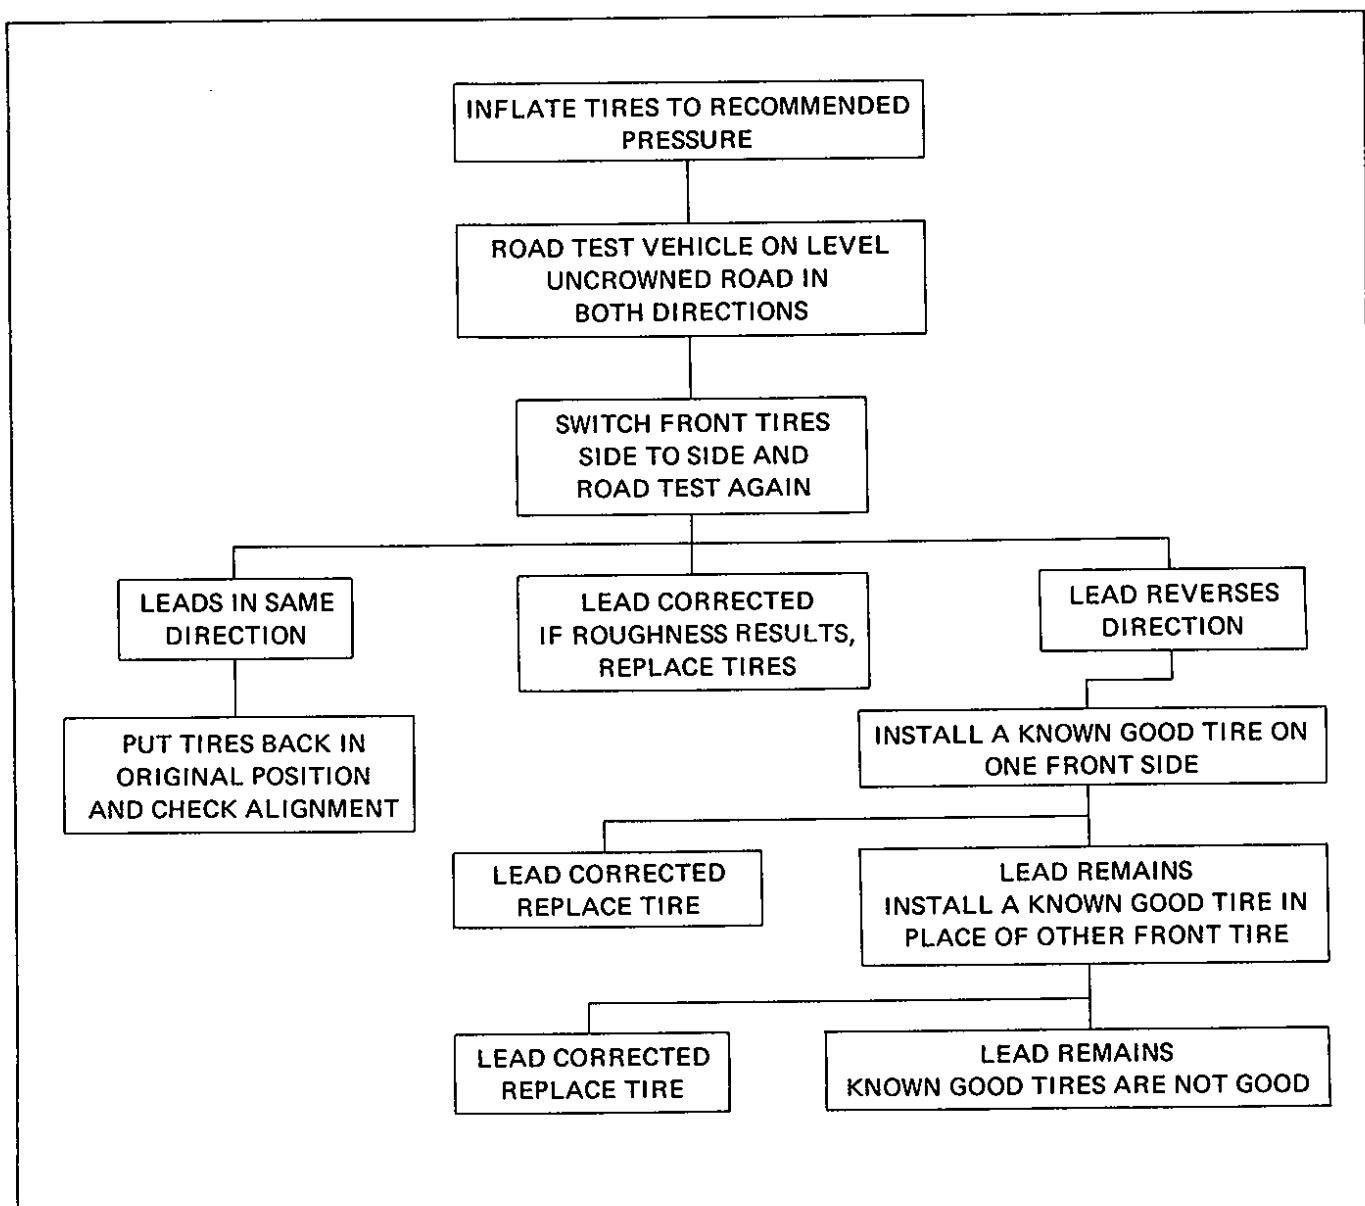 INFLATE TIRES TO RECOMMENDED
PRESSURE
ROAD TEST VEHICLE ON LEVEL
UNCROWNED ROAD IN
BOTH DIRECTIONS
SWITCH FRONT TIRES
SIDE TO SIDE AND
ROAD TEST AGAIN
LEADS IN SAME
DIRECTION
LEAD CORRECTED
IF ROUGHNESS RESULTS,
REPLACE TIRES
LEAD REVERSES
DIRECTION
PUT TIRES BACK IN
ORIGINAL POSITION
AND CHECK ALIGNMENT
INSTALL A KNOWN GOOD TIRE ON
ONE FRONT SIDE
LEAD CORRECTED
REPLACE TIRE
LEAD REMAINS
INSTALL A KNOWN GOOD TIRE IN
PLACE OF OTHER FRONT TIRE
LEAD CORRECTED
REPLACE TIRE
LEAD REMAINS
KNOWN GOOD TIRES ARE NOT GOOD